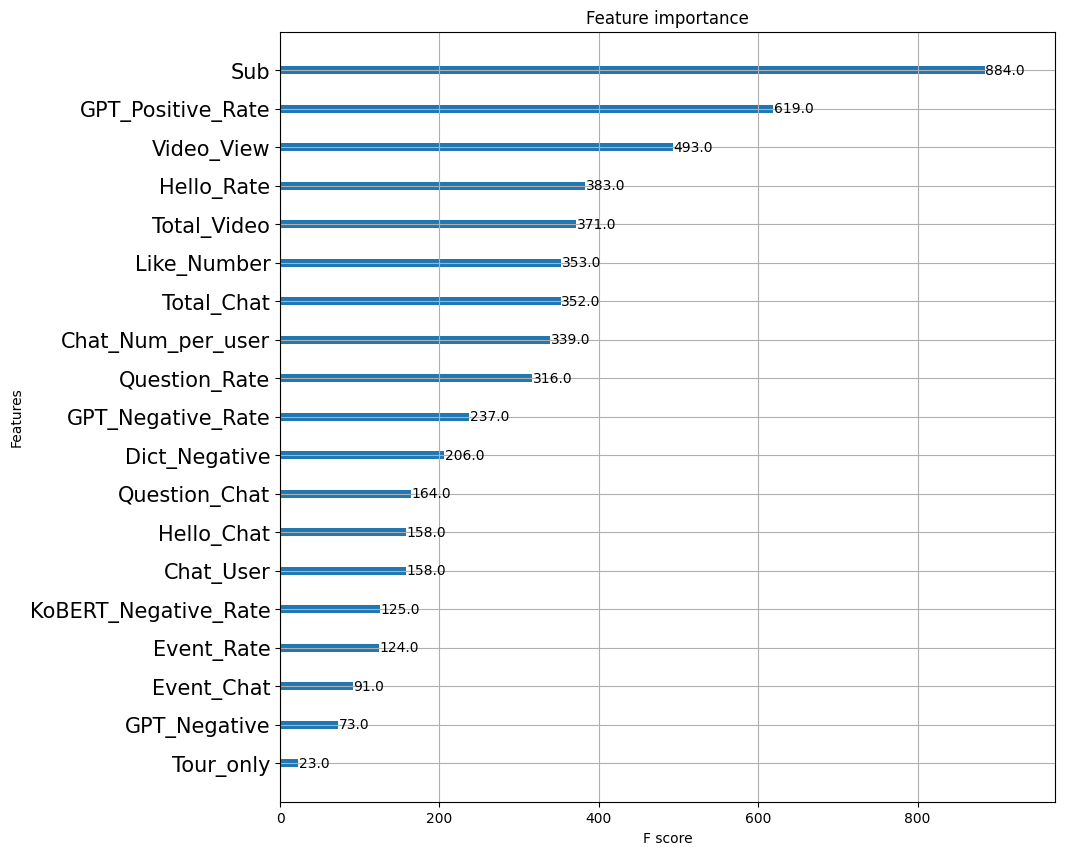 Feature importance
Sub 884.0
GPT_Positive_Rate 619.0
Video_View 493.0
Hello_Rate 383.0
Total_Video 371.0
Like_Number 353.0
Total_Chat 352.0
Chat_Num_per_user 339.0
Question_Rate 316.0
GPT_Negative_Rate 237.0
Dict_Negative 206.0
Question_Chat 164.0
Hello_Chat 158.0
Chat_User 158.0
KoBERT_Negative_Rate 125.0
Event_Rate 124.0
Event_Chat 91.0
GPT_Negative 73.0
Tour_only 23.0
Features
0 200 400 600 800
F score